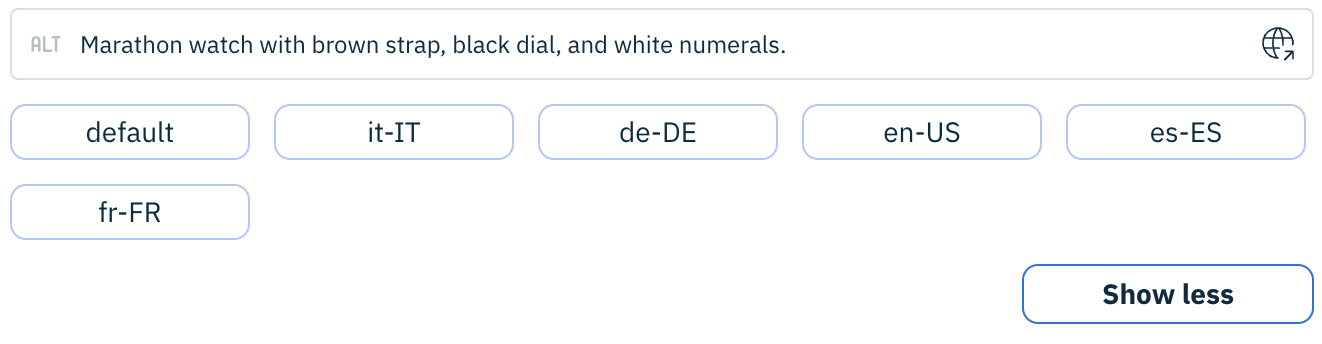 ALT Marathon watch with brown strap, black dial, and white numerals.
default it-IT de-DE en-US es-ES
fr-FR
Show less